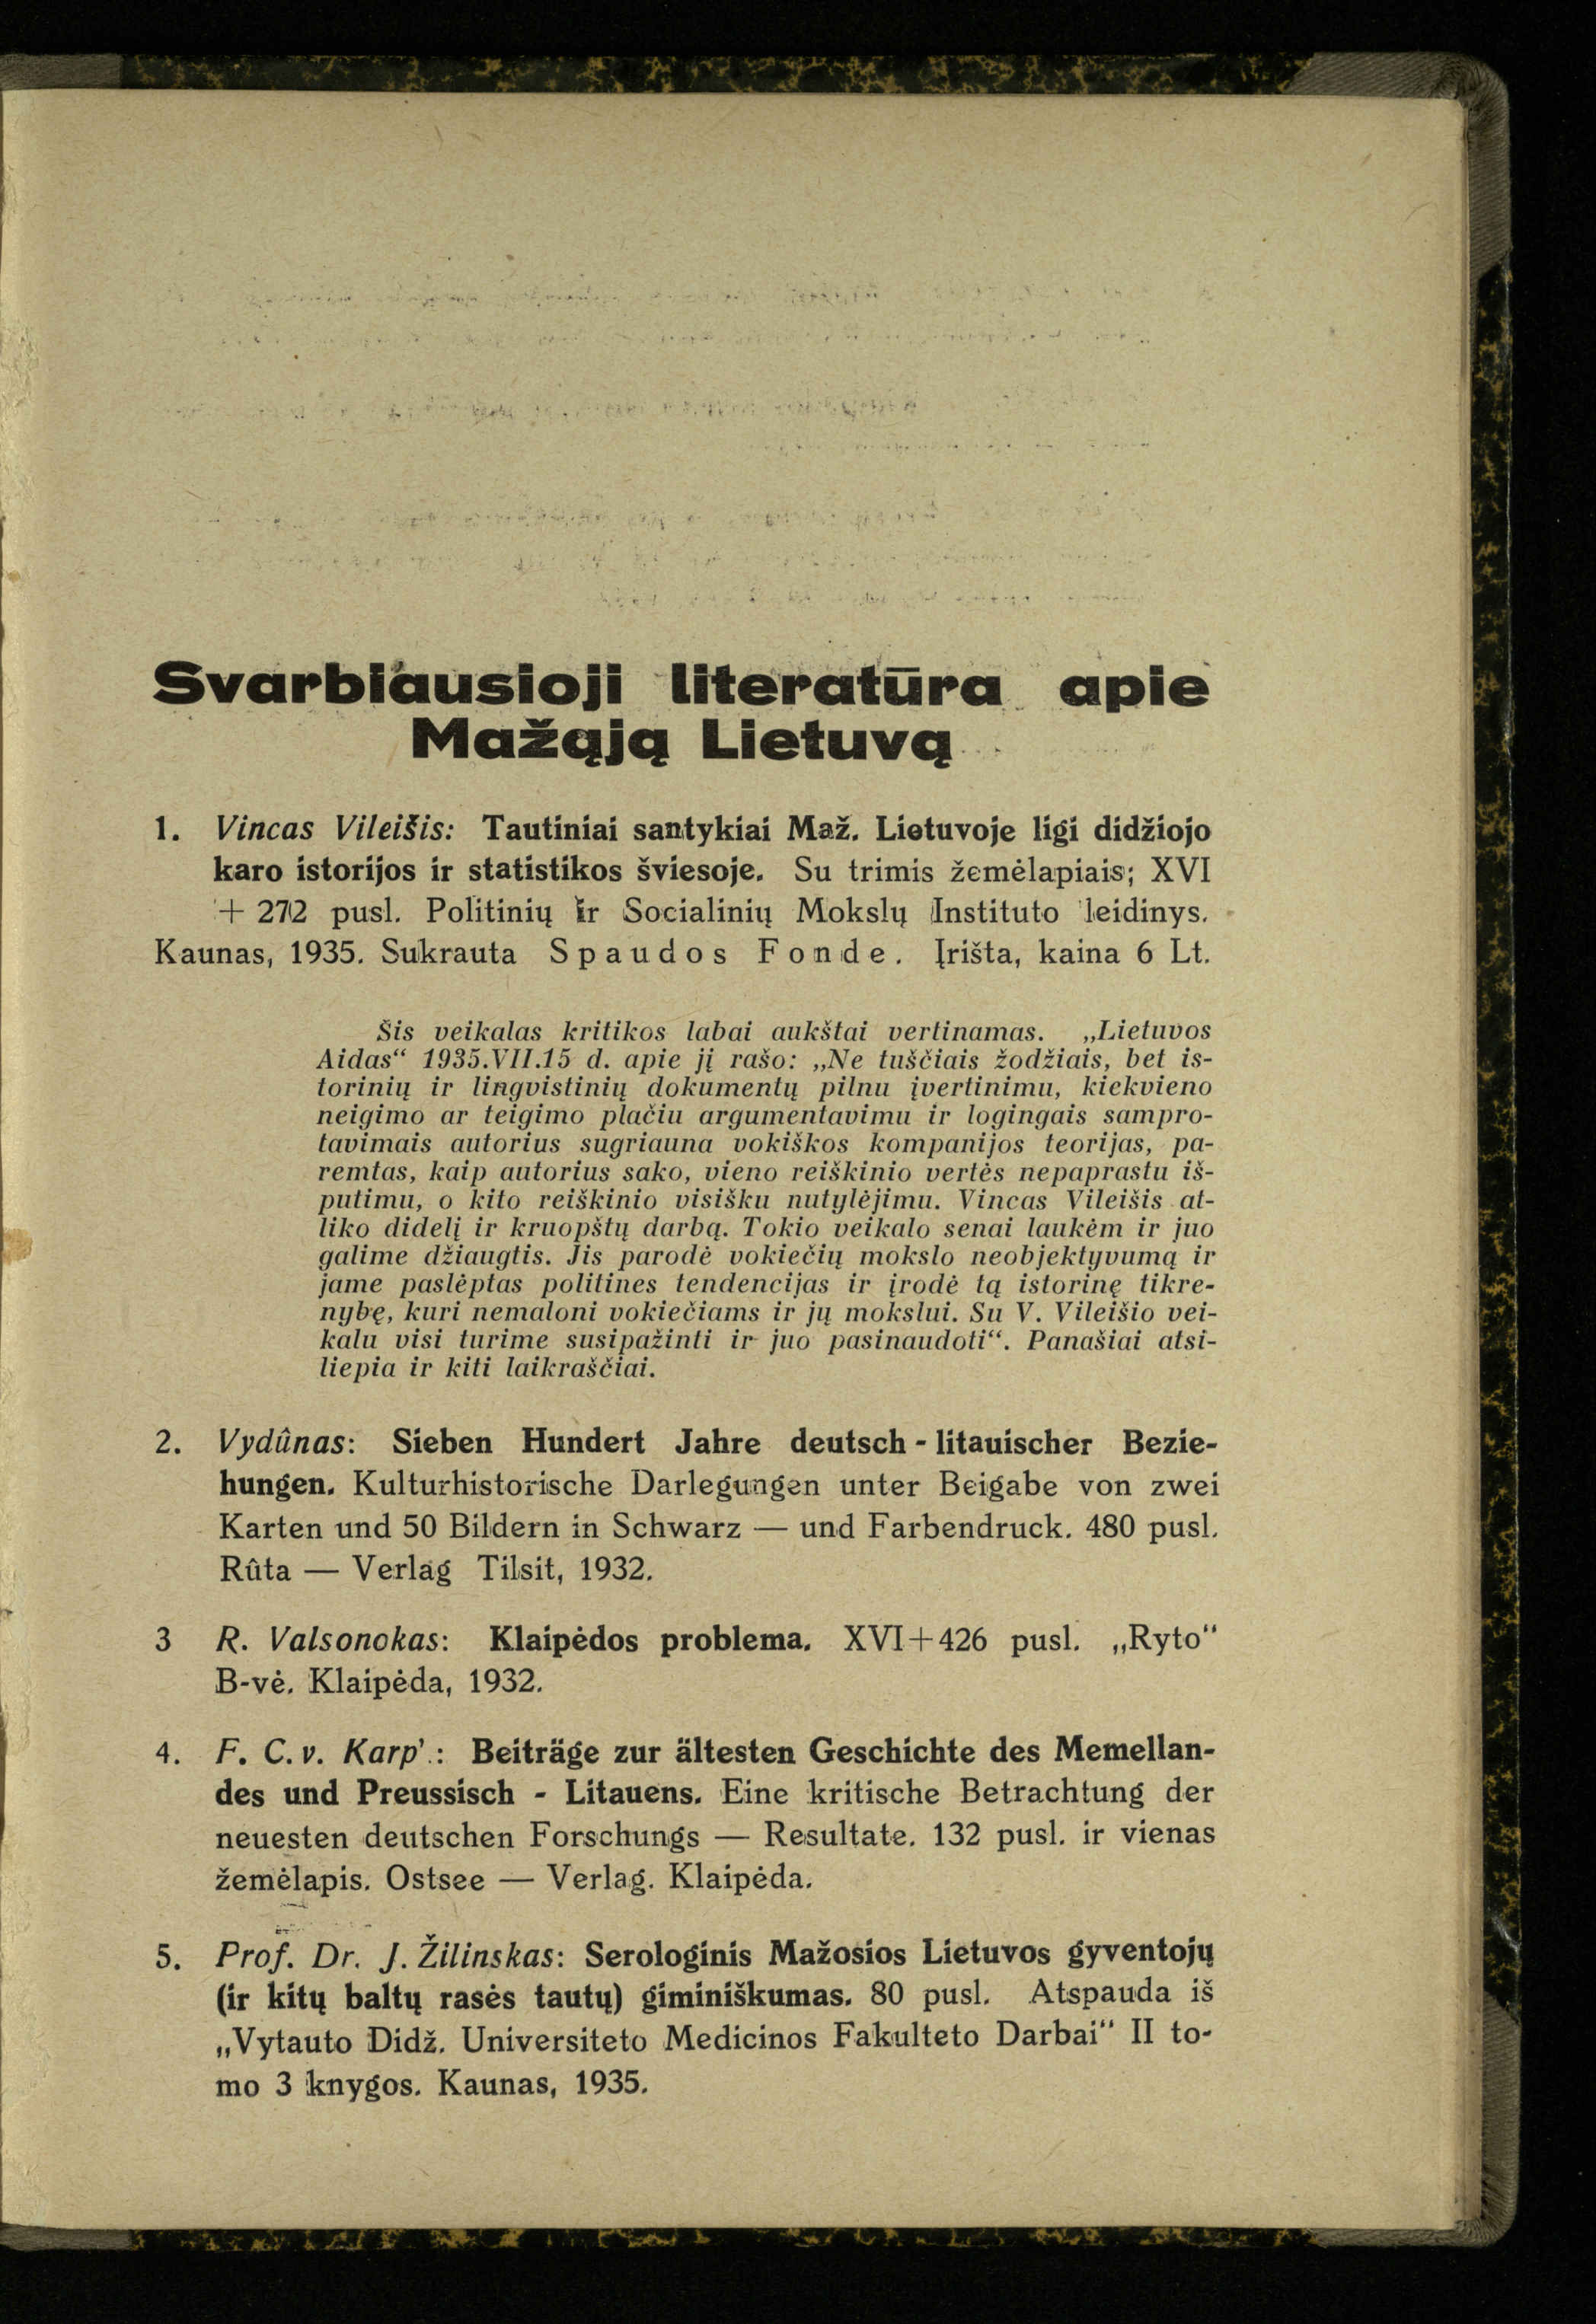 Svarbiausioji literatūra apie
Mažąją Lietuvą
1. Vincas Vileišis: Tautiniai santykiai Maž. Lietuvoje ligi didžiojo
karo istorijos ir statistikos šviesoje. Su trimis žemėlapiais; XVI
+ 272 pusl. Politinių ir Socialinių Mokslų Instituto leidinys.
Kaunas, 1935. Sukrauta Spaudos Fonde. Įrišta, kaina 6 Lt.
Šis veikalas kritikos labai aukštai vertinamas. „Lietuvos
Aidas“ 1935.VII.15 d. apie jį rašo: „Ne tuščiais žodžiais, bet is-
torinių ir lingvistinių dokumentų pilnu įvertinimu, kiekvieno
neigimo ar teigimo plačiu argumentavimu ir logingais sampro-
tavimais autorius sugriauna vokiškos kompanijos teorijas, pa-
remtas, kaip autorius sako, vieno reiškinio vertės nepaprastu iš-
putimu, o kito reiškinio visišku nutylėjimu. Vincas Vileišis at-
liko didelį ir kruopštų darbą. Tokio veikalo senai laukėm ir juo
galime džiaugtis. Jis parodė vokiečių mokslo neobjektyvumą ir
jame paslėptas politines tendencijas ir įrodė tą istorinę tikre-
nybę, kuri nemaloni vokiečiams ir jų mokslui. Su V. Vileišio vei-
kalu visi turime susipažinti ir juo pasinaudoti“. Panašiai atsi-
liepia ir kiti laikraščiai.
2. Vydûnas: Sieben Hundert Jahre deutsch - litauischer Bezie-
hungen. Kulturhistorische Darlegungen unter Beigabe von zwei
Karten und 50 Bildern in Schwarz — und Farbendruck. 480 pusl.
Rûta — Verlag Tilsit, 1932.
3 R. Valsonokas: Klaipėdos problema. XVI+426 pusl. „Ryto“
B-vė. Klaipėda, 1932.
4. F. C. v. Karp'.: Beiträge zur ältesten Geschichte des Memellan-
des und Preussisch - Litauens. Eine kritische Betrachtung der
neuesten deutschen Forschungs — Resultate. 132 pusl. ir vienas
žemėlapis. Ostsee — Verlag. Klaipėda.
5. Prof. Dr. J. Žilinskas: Serologinis Mažosios Lietuvos gyventojų
(ir kitų baltų rasės tautų) giminiškumas. 80 pusl. Atspauda iš
„Vytauto Didž. Universiteto Medicinos Fakulteto Darbai“ II to-
mo 3 knygos. Kaunas, 1935.